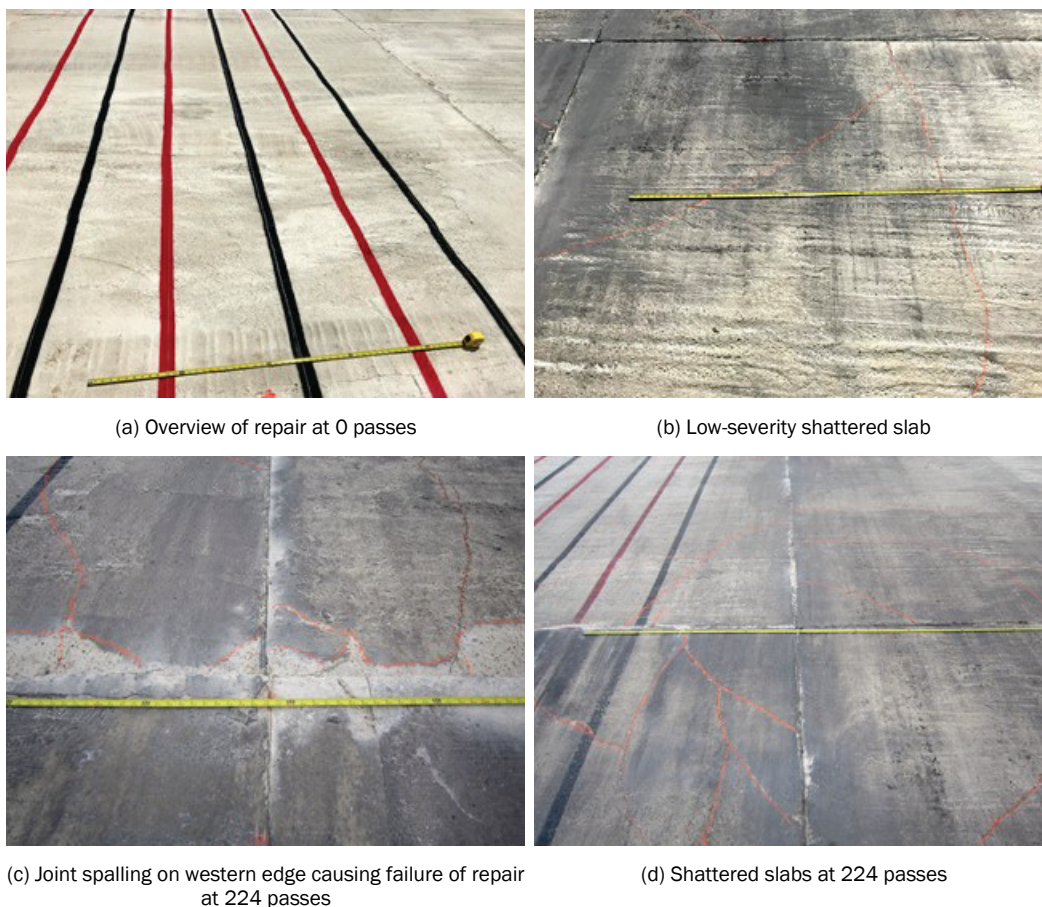 (a) Overview of repair at 0 passes
(b) Low-severity shattered slab
(c) Joint spalling on western edge causing failure of repair
at 224 passes
(d) Shattered slabs at 224 passes